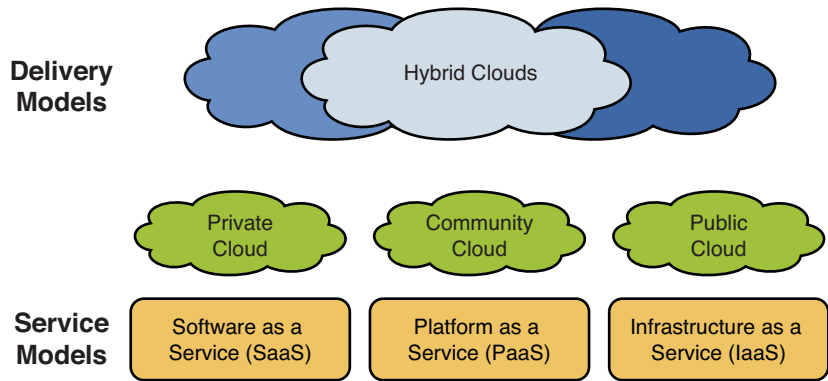 Delivery
Models
Hybrid Clouds
Private
Cloud
Community
Cloud
Public
Cloud
Service
Models
Software as a
Service (SaaS)
Platform as a
Service (PaaS)
Infrastructure as a
Service (IaaS)